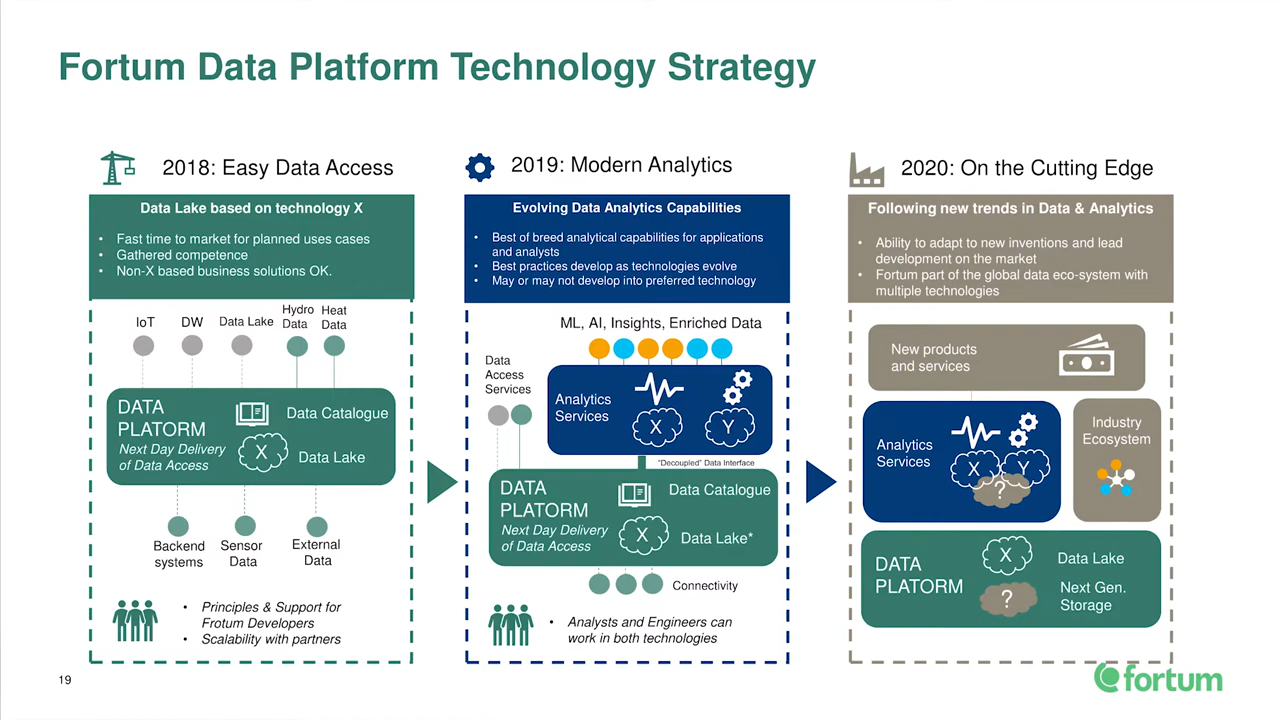 Fortum Data Platform Technology Strategy
2018: Easy Data Access
Data Lake based on technology X
• Fast time to market for planned uses cases
• Gathered competence
• Non-X based business solutions OK.
IoT
DW
Data Lake
Hydro
Data
Heat
Data
DATA
PLATORM
Next Day Delivery
of Data Access
Data Catalogue
X
Data Lake
Backend
systems
Sensor
Data
External
Data
• Principles & Support for
Frotum Developers
• Scalability with partners
2019: Modern Analytics
Evolving Data Analytics Capabilities
• Best of breed analytical capabilities for applications
and analysts
• Best practices develop as technologies evolve
• May or may not develop into preferred technology
ML, AI, Insights, Enriched Data
Data
Access
Services
Analytics
Services
X
Y
"Decoupled" Data Interface
DATA
PLATORM
Next Day Delivery
of Data Access
Data Catalogue
X
Data Lake*
Connectivity
• Analysts and Engineers can
work in both technologies
2020: On the Cutting Edge
Following new trends in Data & Analytics
• Ability to adapt to new inventions and lead
development on the market
• Fortum part of the global data eco-system with
multiple technologies
New products
and services
Analytics
Services
X
Y
?
Industry
Ecosystem
DATA
PLATORM
X
Data Lake
?
Next Gen.
Storage
19
fortum